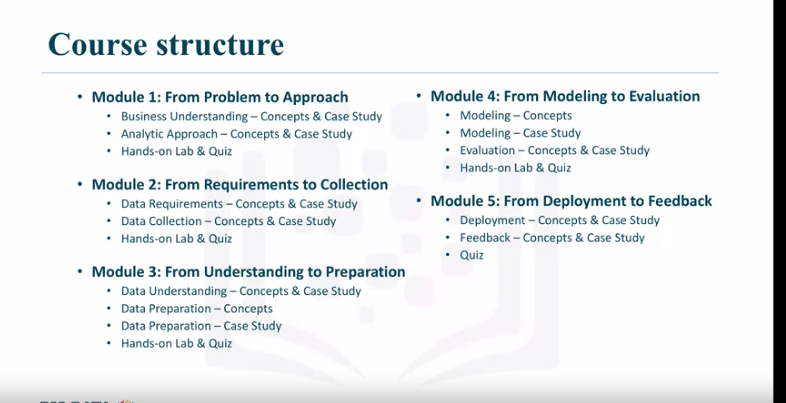 Course structure
• Module 1: From Problem to Approach
• Business Understanding – Concepts & Case Study
• Analytic Approach – Concepts & Case Study
• Hands-on Lab & Quiz
• Module 2: From Requirements to Collection
• Data Requirements – Concepts & Case Study
• Data Collection – Concepts & Case Study
• Hands-on Lab & Quiz
• Module 3: From Understanding to Preparation
• Data Understanding – Concepts & Case Study
• Data Preparation – Concepts
• Data Preparation – Case Study
• Hands-on Lab & Quiz
• Module 4: From Modeling to Evaluation
• Modeling – Concepts
• Modeling – Case Study
• Evaluation – Concepts & Case Study
• Hands-on Lab & Quiz
• Module 5: From Deployment to Feedback
• Deployment – Concepts & Case Study
• Feedback – Concepts & Case Study
• Quiz